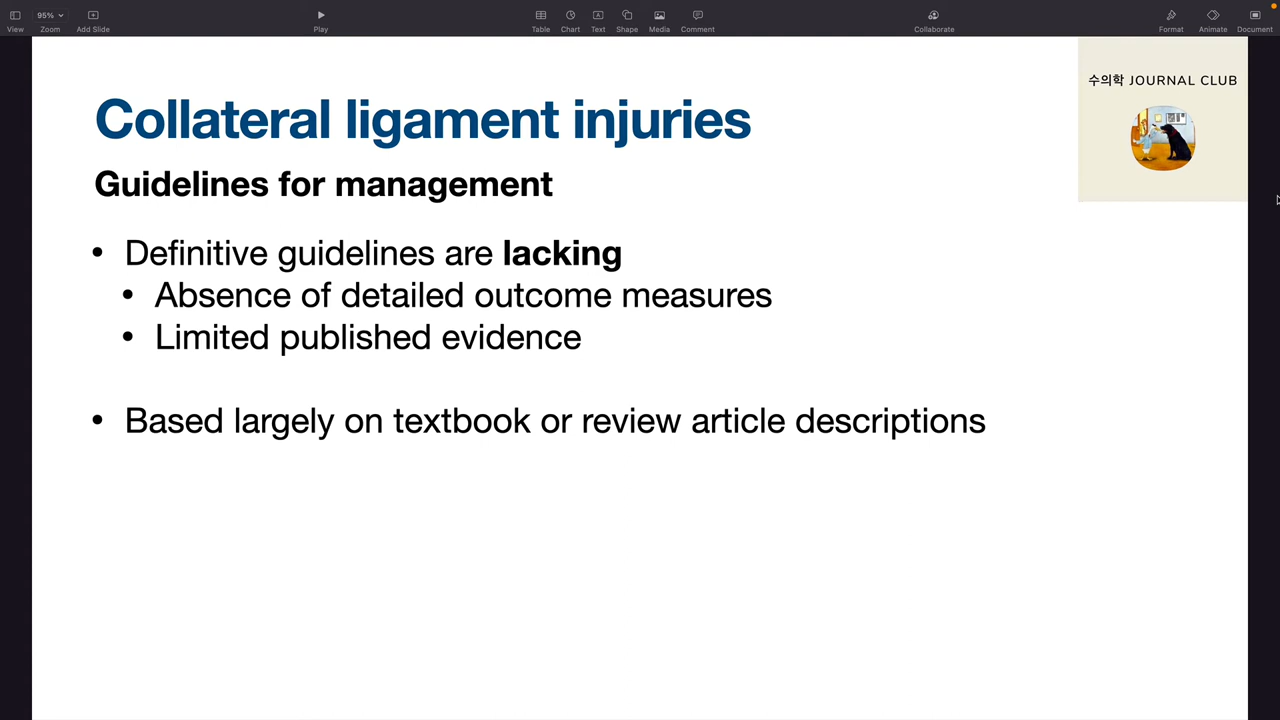 View
95%
Zoom
Add Slide
Play
Table
Chart
Text
Shape
Media
Comment
Collaborate
Format
Animate
Document
수의학 JOURNAL CLUB
Collateral ligament injuries
Guidelines for management
• Definitive guidelines are lacking
• Absence of detailed outcome measures
• Limited published evidence
• Based largely on textbook or review article descriptions